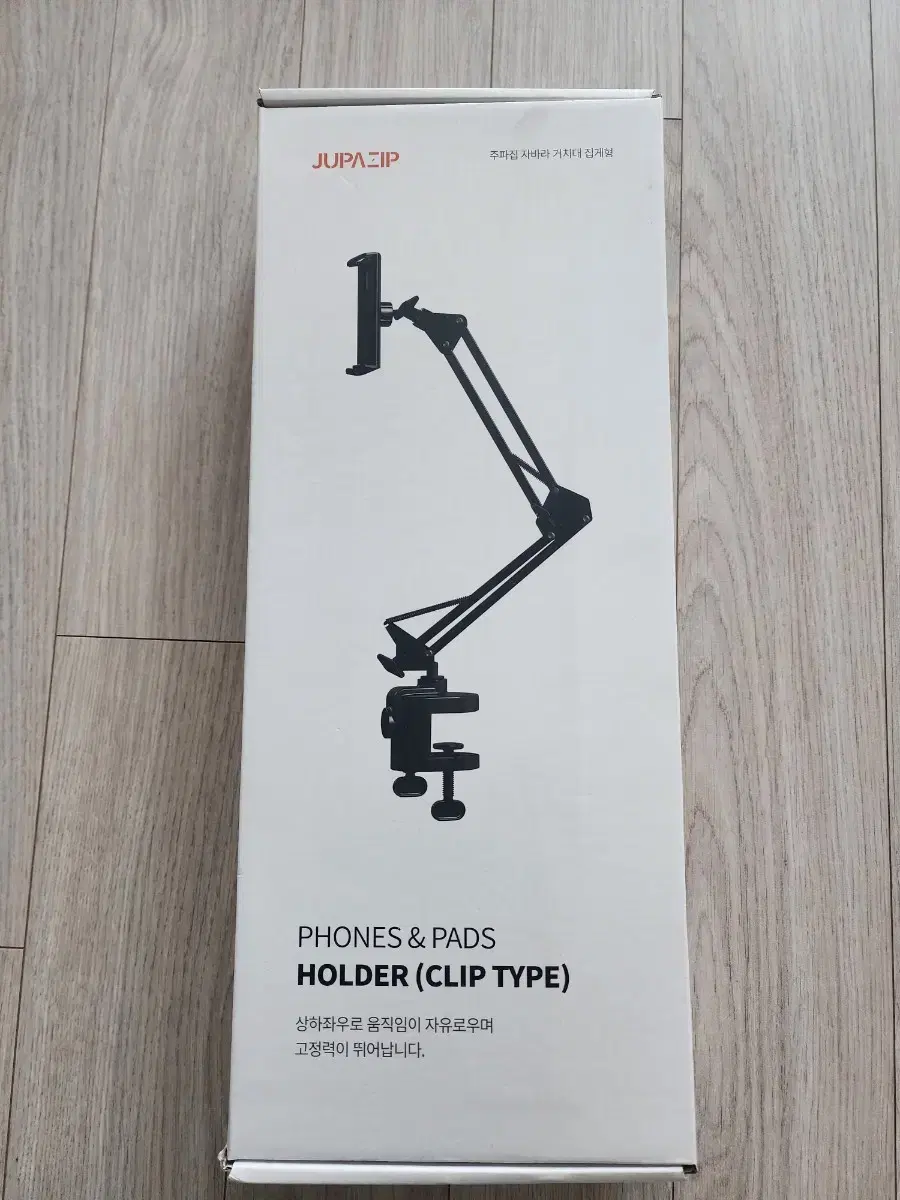 JUPAZIP
주파집 자바라 거치대 집게형
PHONES & PADS
HOLDER (CLIP TYPE)
상하좌우로 움직임이 자유로우며
고정력이 뛰어납니다.